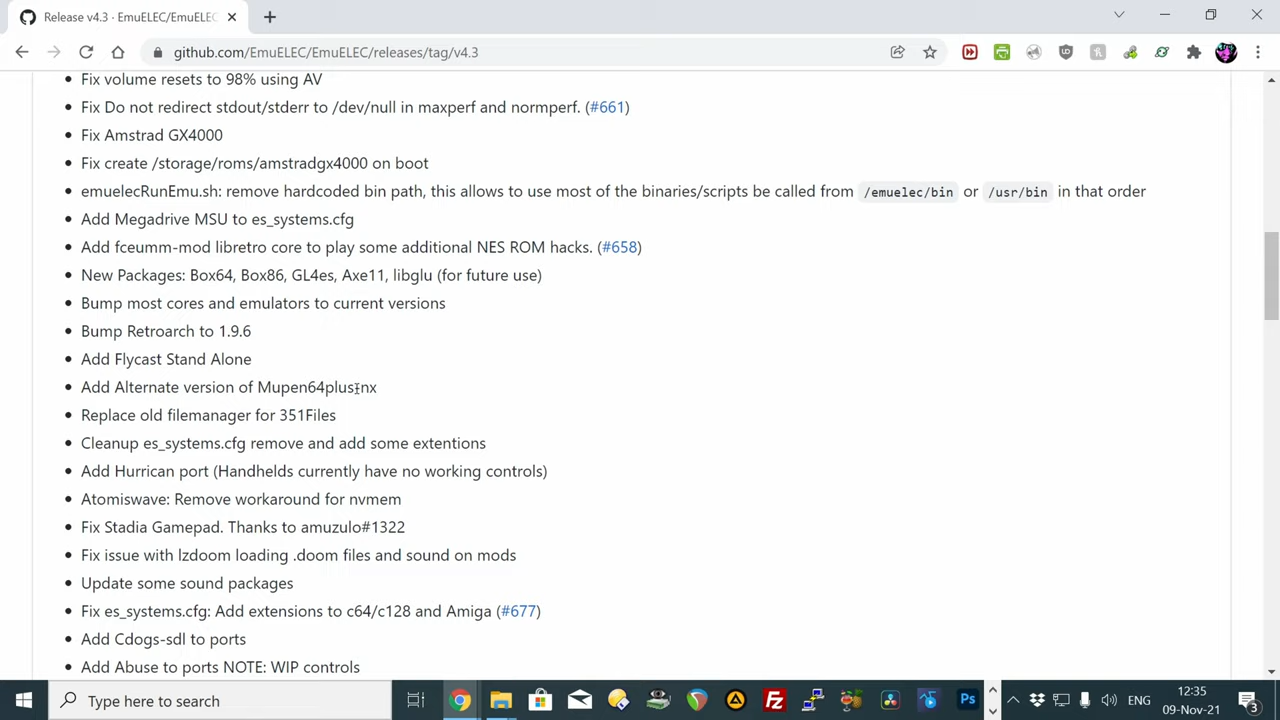 Release v4.3 · EmuELEC/EmuELEC
github.com/EmuELEC/EmuELEC/releases/tag/v4.3
Fix volume resets to 98% using AV
Fix Do not redirect stdout/stderr to /dev/null in maxperf and normperf. (#661)
Fix Amstrad GX4000
Fix create /storage/roms/amstradgx4000 on boot
emuelecRunEmu.sh: remove hardcoded bin path, this allows to use most of the binaries/scripts be called from /emuelec/bin or /usr/bin in that order
Add Megadrive MSU to es_systems.cfg
Add fceumm-mod libretro core to play some additional NES ROM hacks. (#658)
New Packages: Box64, Box86, GL4es, Axe11, libglu (for future use)
Bump most cores and emulators to current versions
Bump Retroarch to 1.9.6
Add Flycast Stand Alone
Add Alternate version of Mupen64plus-nx
Replace old filemanager for 351Files
Cleanup es_systems.cfg remove and add some extentions
Add Hurrican port (Handhelds currently have no working controls)
Atomiswave: Remove workaround for nvmem
Fix Stadia Gamepad. Thanks to amuzulo#1322
Fix issue with lzdoom loading .doom files and sound on mods
Update some sound packages
Fix es_systems.cfg: Add extensions to c64/c128 and Amiga (#677)
Add Cdogs-sdl to ports
Add Abuse to ports NOTE: WIP controls
Type here to search
Ps
ENG
12:35
09-Nov-21
3